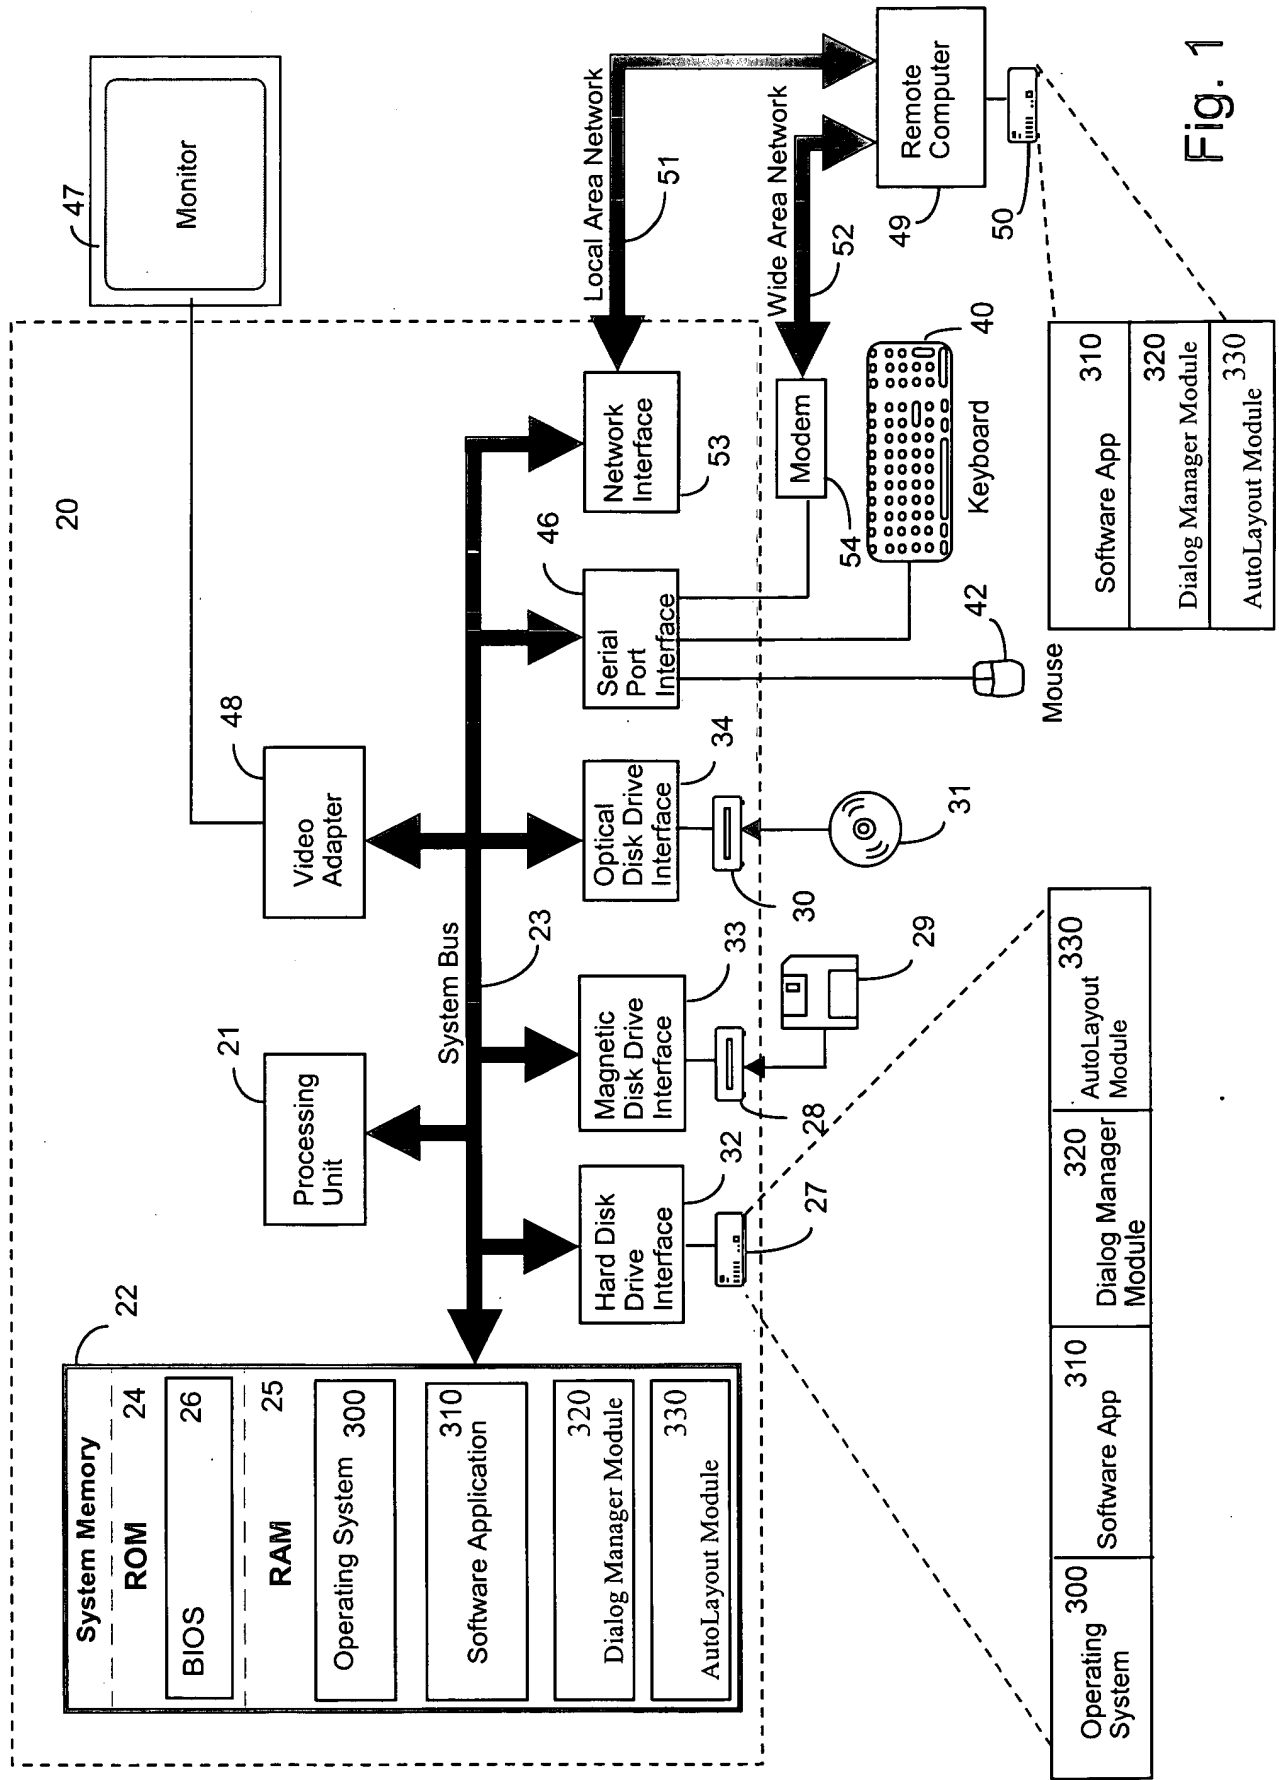 20
System Memory
22
ROM
24
BIOS
26
RAM
25
Operating System
300
Software Application
310
320
Dialog Manager Module
330
AutoLayout Module
Processing
Unit
21
Video
Adapter
48
47
Monitor
System Bus
23
Hard Disk
Drive
Interface
32
Magnetic
Disk Drive
Interface
33
Optical
Disk Drive
Interface
34
Serial
Port
Interface
46
Network
Interface
53
Local Area Network
51
Wide Area Network
52
Modem
54
Remote
Computer
49
50
27
28
29
30
31
Keyboard
40
Mouse
42
Operating
System
300
Software App
310
320
Dialog Manager
Module
330
AutoLayout
Module
Software App
310
320
Dialog Manager Module
330
AutoLayout Module
Fig. 1